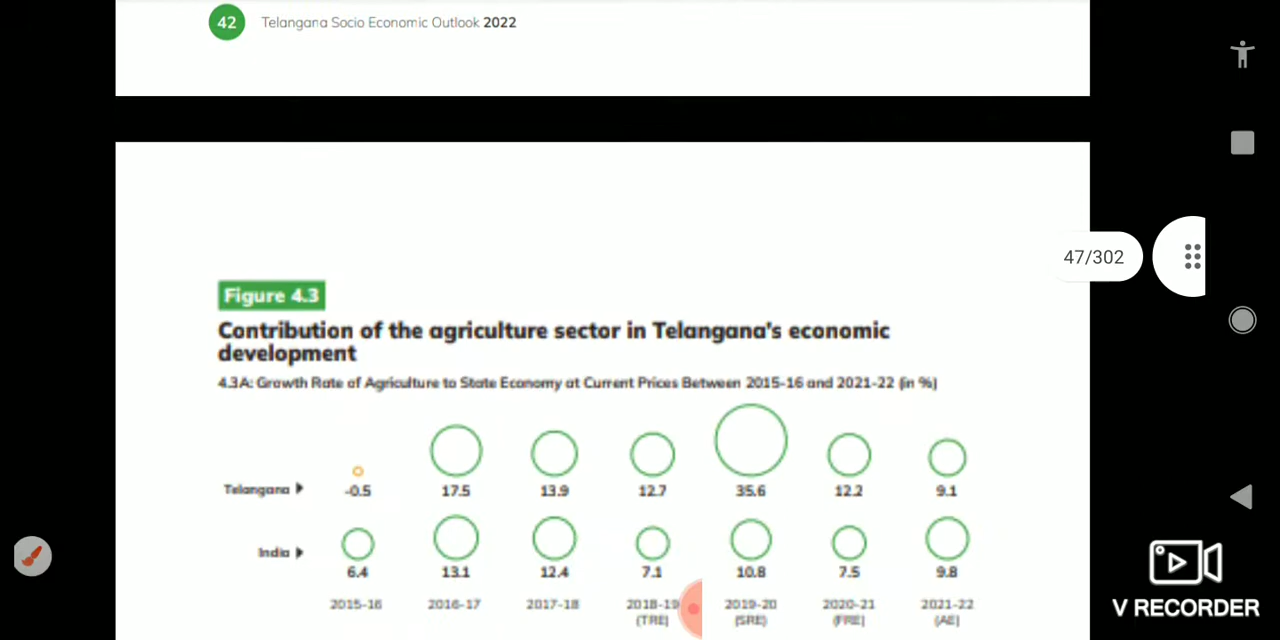 42 Telangana Socio Economic Outlook 2022
47/302
Figure 4.3
Contribution of the agriculture sector in Telangana's economic
development
4.3A: Growth Rate of Agriculture to State Economy at Current Prices Between 2015-16 and 2021-22 (in %)
Telangana -0.5 17.5 13.9 12.7 35.6 12.2 9.1
India 6.4 13.1 12.4 7.1 10.8 7.5 9.8
2015-16 2016-17 2017-18 2018-19 2019-20 2020-21 2021-22
(TRE) (SRE) (FRE) (AE)
V RECORDER